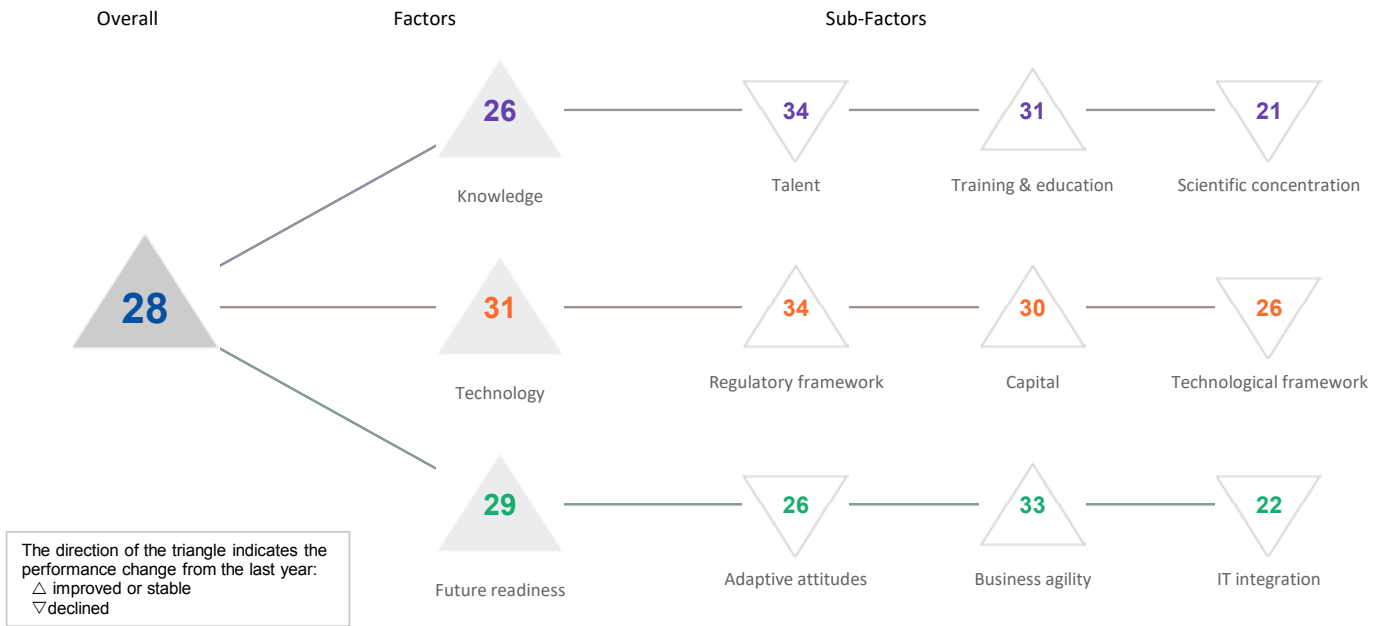 Overall Factors Sub-Factors
26 34 31 21
Knowledge Talent Training & education Scientific concentration
28 31 34 30 26
Technology Regulatory framework Capital Technological framework
29 26 33 22
Future readiness Adaptive attitudes Business agility IT integration
The direction of the triangle indicates the
performance change from the last year:
△ improved or stable
▽declined